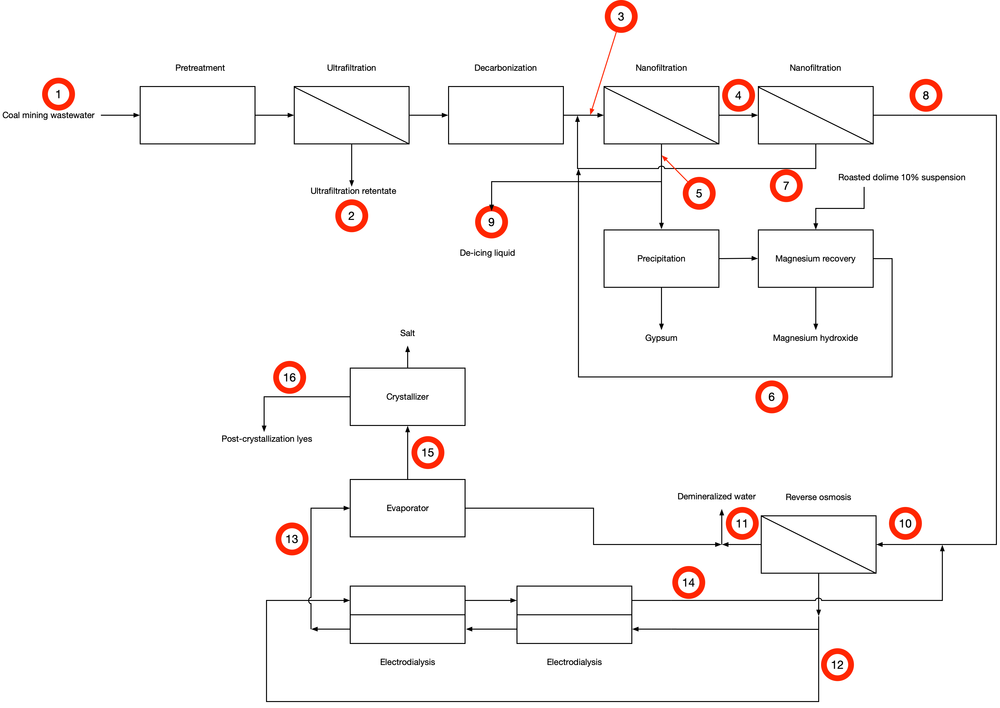 3
Pretreatment
Ultrafiltration
Decarbonization
Nanofiltration
Nanofiltration
1
4
8
Coal mining wastewater
Roasted dolime 10% suspension
7
Ultrafiltration retentate
5
2
9
De-icing liquid
Precipitation
Magnesium recovery
Salt
Gypsum
Magnesium hydroxide
16
Crystallizer
6
Post-crystallization lyes
15
Demineralized water
Reverse osmosis
Evaporator
11
10
13
14
Electrodialysis
Electrodialysis
12